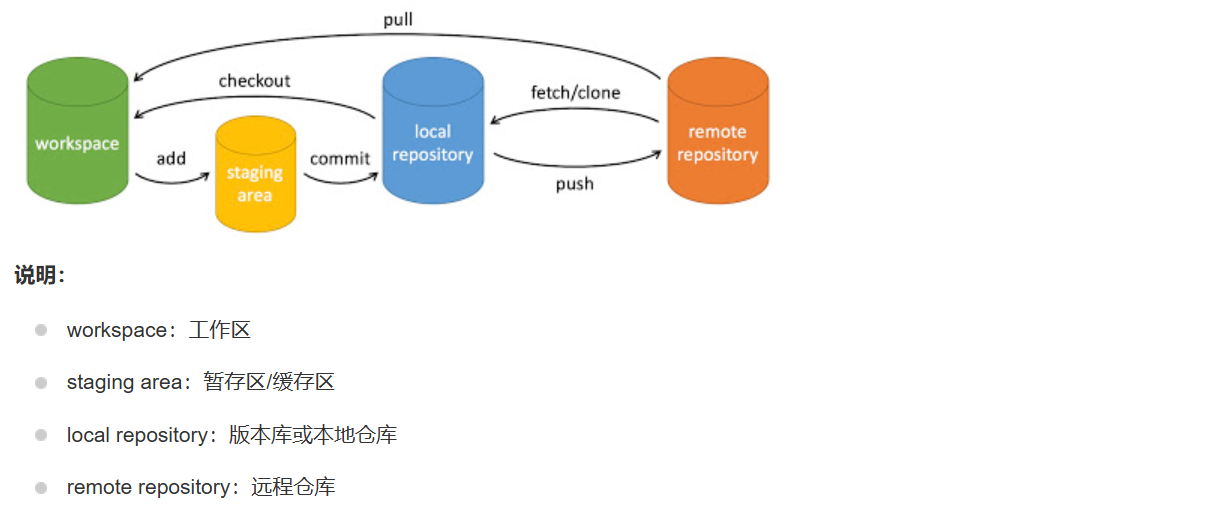 pull
checkout
fetch/clone
workspace
local
repository
remote
repository
add
staging
area
commit
push
说明：
workspace：工作区
staging area：暂存区/缓存区
local repository：版本库或本地仓库
remote repository：远程仓库